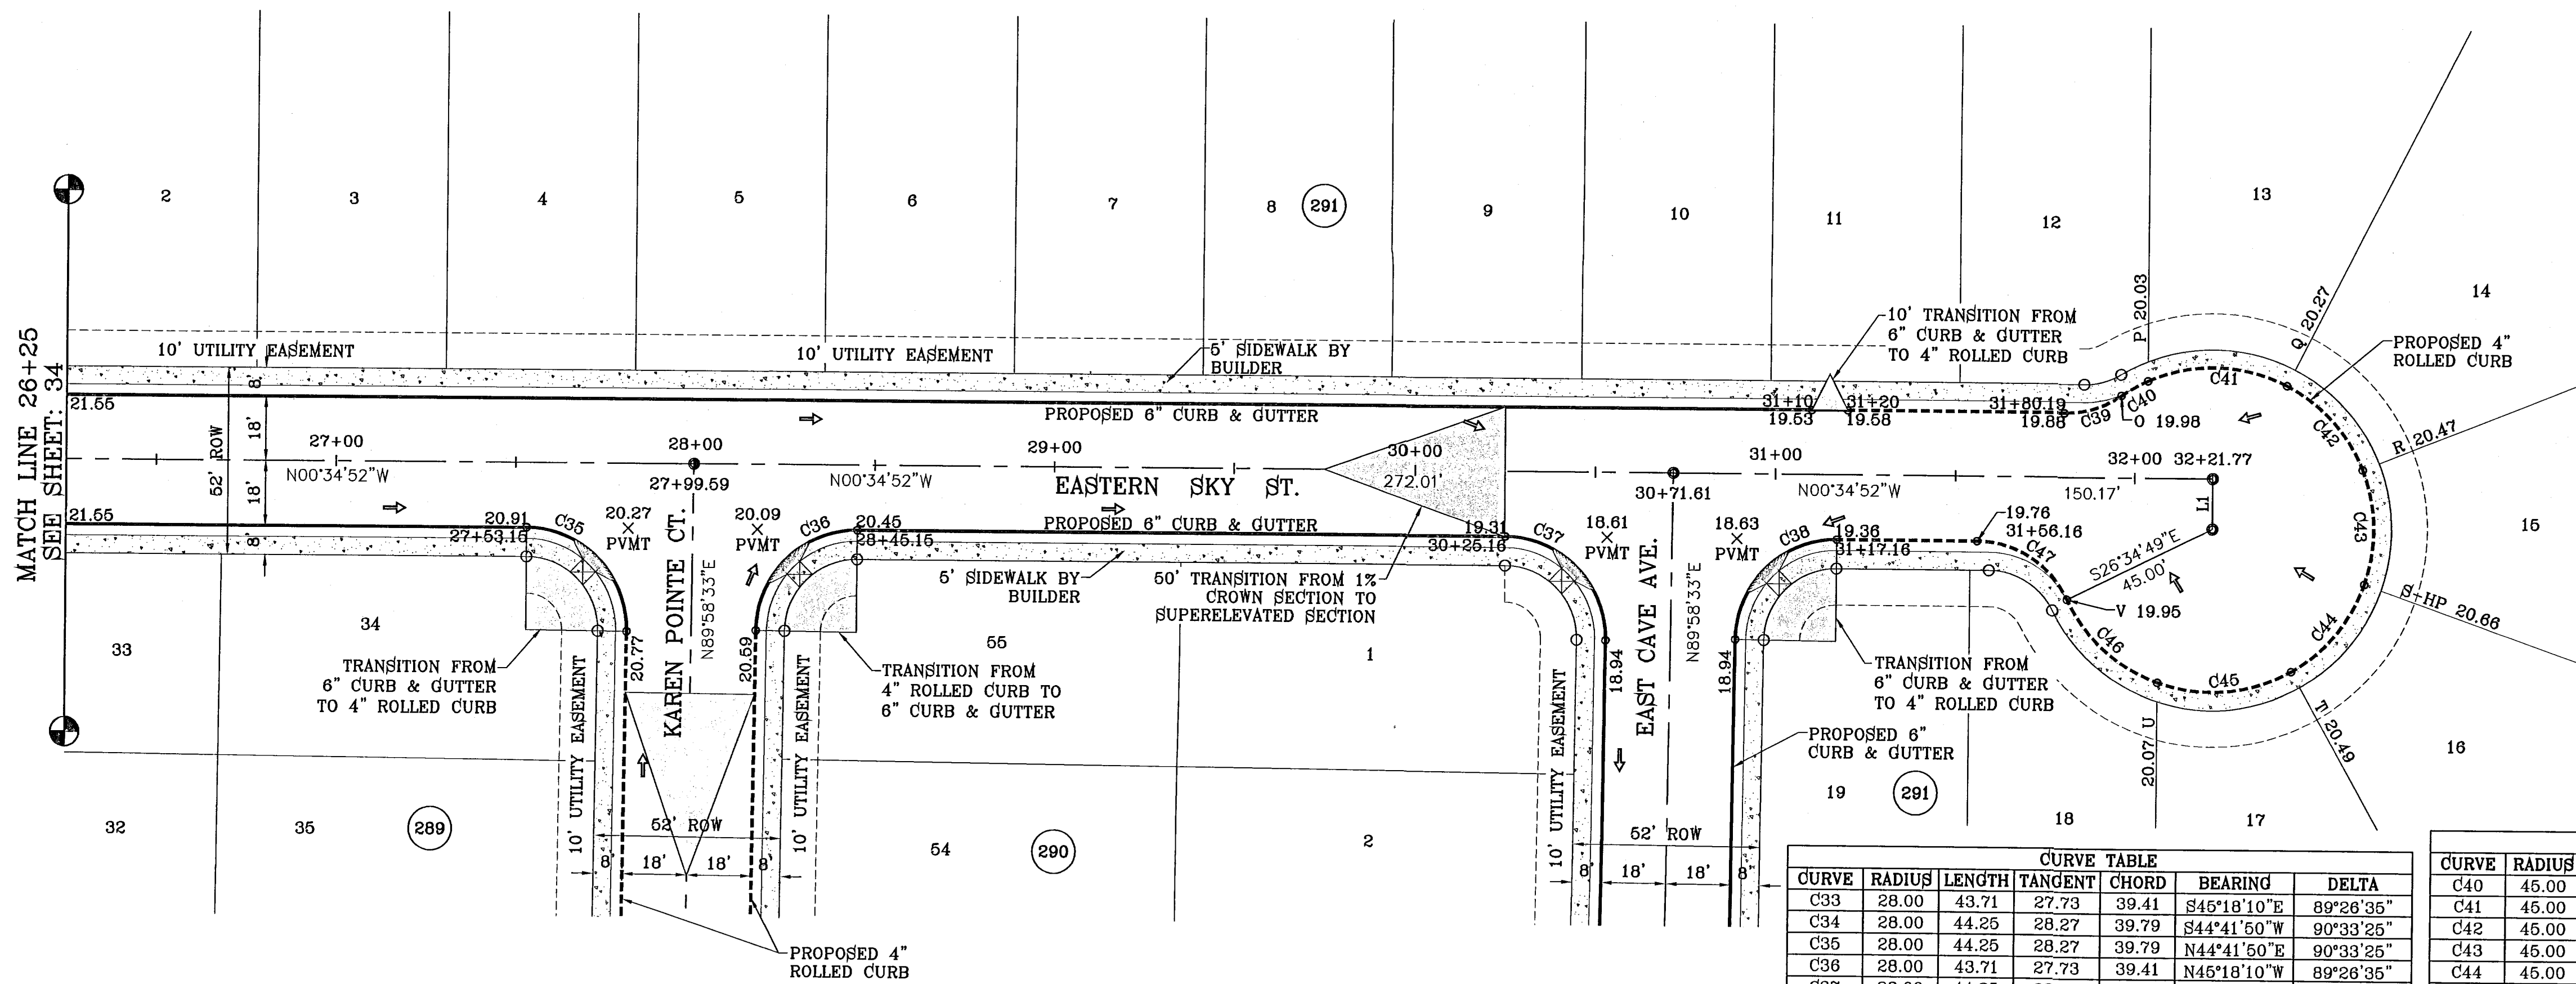 MATCH LINE 26+25
SEE SHEET: 34
2
3
4
5
6
7
8
291
9
10
11
12
13
14
15
16
17
18
19
291
10' UTILITY EASEMENT
10' UTILITY EASEMENT
5' SIDEWALK BY
BUILDER
10' TRANSITION FROM
6" CURB & GUTTER
TO 4" ROLLED CURB
PROPOSED 4"
ROLLED CURB
P 20.03
Q 20.27
R 20.47
S-HP 20.66
T 20.49
20.07 U
V 19.95
O 19.98
C39
C40
C41
C42
C43
C44
C45
C46
C47
21.55
21.55
52' ROW
8'
18'
18'
8'
PROPOSED 6" CURB & GUTTER
31+10
19.53
31+20
19.58
31+80.19
19.88
27+00
28+00
29+00
30+00
31+00
32+00
32+21.77
N00°34'52"W
27+99.59
N00°34'52"W
EASTERN SKY ST.
272.01'
30+71.61
N00°34'52"W
150.17'
L1
S26°34'49"E
45.00'
PROPOSED 6" CURB & GUTTER
20.91
27+53.15
C35
20.27
PVMT
20.09
PVMT
C36
20.45
28+45.15
19.31
30+25.16
C37
18.61
PVMT
18.63
PVMT
C38
19.36
31+17.16
19.76
31+56.16
KAREN POINTE CT.
N89°58'33"E
20.77
20.59
5' SIDEWALK BY
BUILDER
50' TRANSITION FROM 1%
CROWN SECTION TO
SUPERELEVATED SECTION
EAST CAVE AVE.
N89°58'33"E
18.94
18.94
33
34
55
1
32
35
289
54
290
2
TRANSITION FROM
6" CURB & GUTTER
TO 4" ROLLED CURB
TRANSITION FROM
4" ROLLED CURB TO
6" CURB & GUTTER
TRANSITION FROM
6" CURB & GUTTER
TO 4" ROLLED CURB
PROPOSED 6"
CURB & GUTTER
10' UTILITY EASEMENT
10' UTILITY EASEMENT
10' UTILITY EASEMENT
52' ROW
8' 18' 18' 8'
52' ROW
8' 18' 18' 8'
PROPOSED 4"
ROLLED CURB
CURVE TABLE
CURVE RADIUS LENGTH TANGENT CHORD BEARING DELTA
C33 28.00 43.71 27.73 39.41 S45°18'10"E 89°26'35"
C34 28.00 44.25 28.27 39.79 S44°41'50"W 90°33'25"
C35 28.00 44.25 28.27 39.79 N44°41'50"E 90°33'25"
C36 28.00 43.71 27.73 39.41 N45°18'10"W 89°26'35"
CURVE RADIUS
C40 45.00
C41 45.00
C42 45.00
C43 45.00
C44 45.00